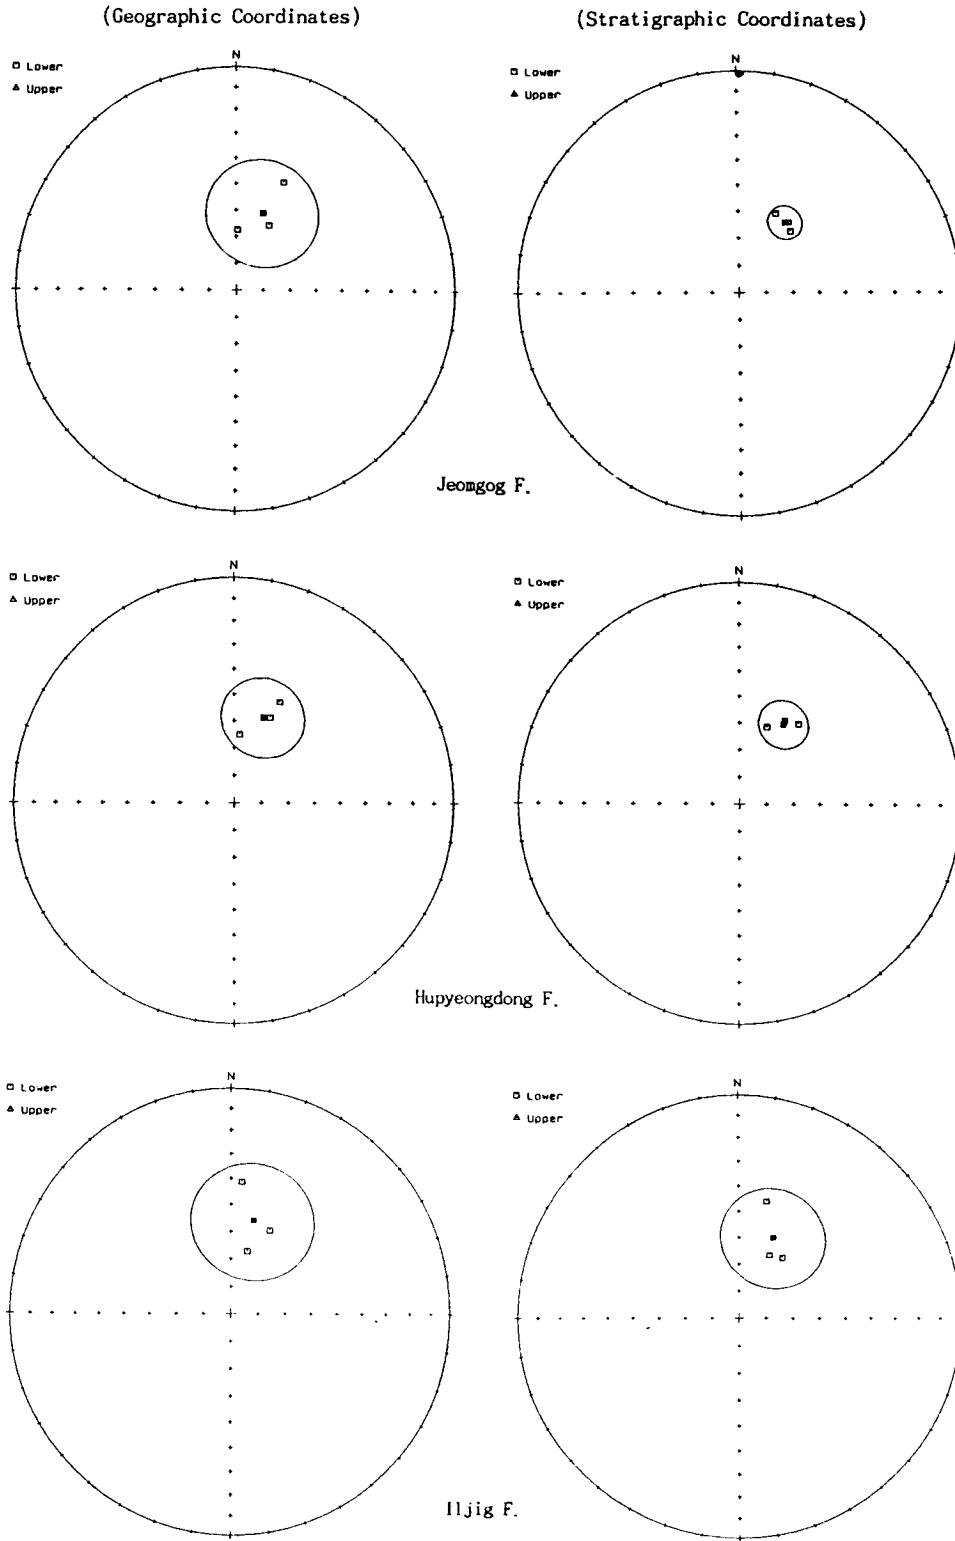 (Geographic Coordinates)
(Stratigraphic Coordinates)
N
Lower
Upper
N
Lower
Upper
Jeomgog F.
N
Lower
Upper
N
Lower
Upper
Hupyeongdong F.
N
Lower
Upper
N
Lower
Upper
Iljig F.